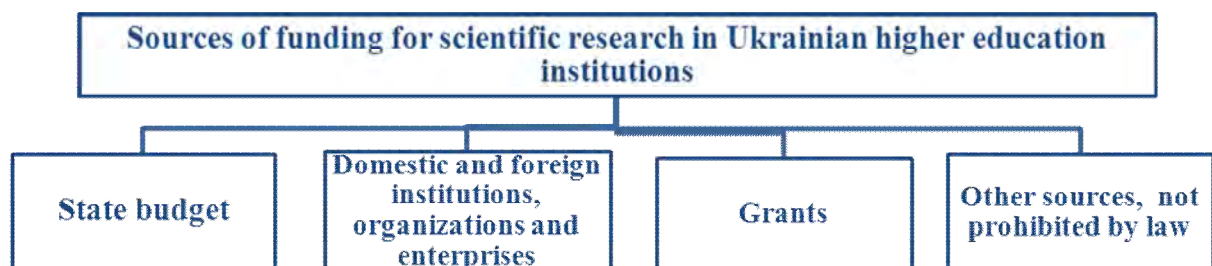 Sources of funding for scientific research in Ukrainian higher education
institutions
State budget
Domestic and foreign
institutions,
organizations and
enterprises
Grants
Other sources, not
prohibited by law